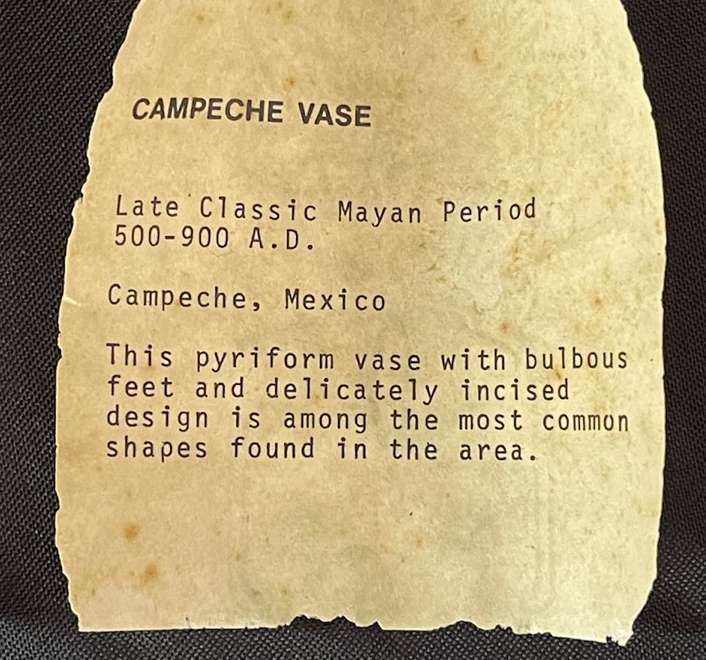 CAMPECHE VASE
Late Classic Mayan Period
500-900 A.D.
Campeche, Mexico
This pyriform vase with bulbous
feet and delicately incised
design is among the most common
shapes found in the area.